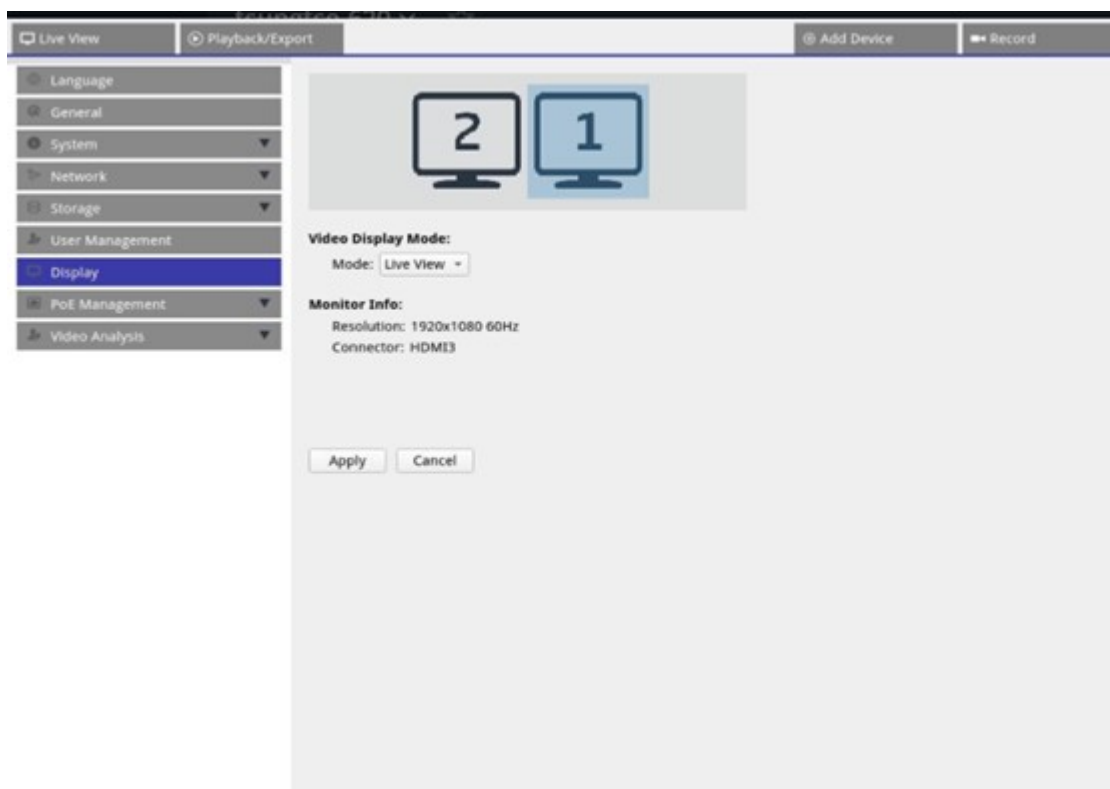 Live View
Playback/Export
Add Device
Record
Language
General
System
Network
Storage
User Management
Display
PoE Management
Video Analysis
2 1
Video Display Mode:
Mode: Live View
Monitor Info:
Resolution: 1920x1080 60Hz
Connector: HDMI3
Apply Cancel